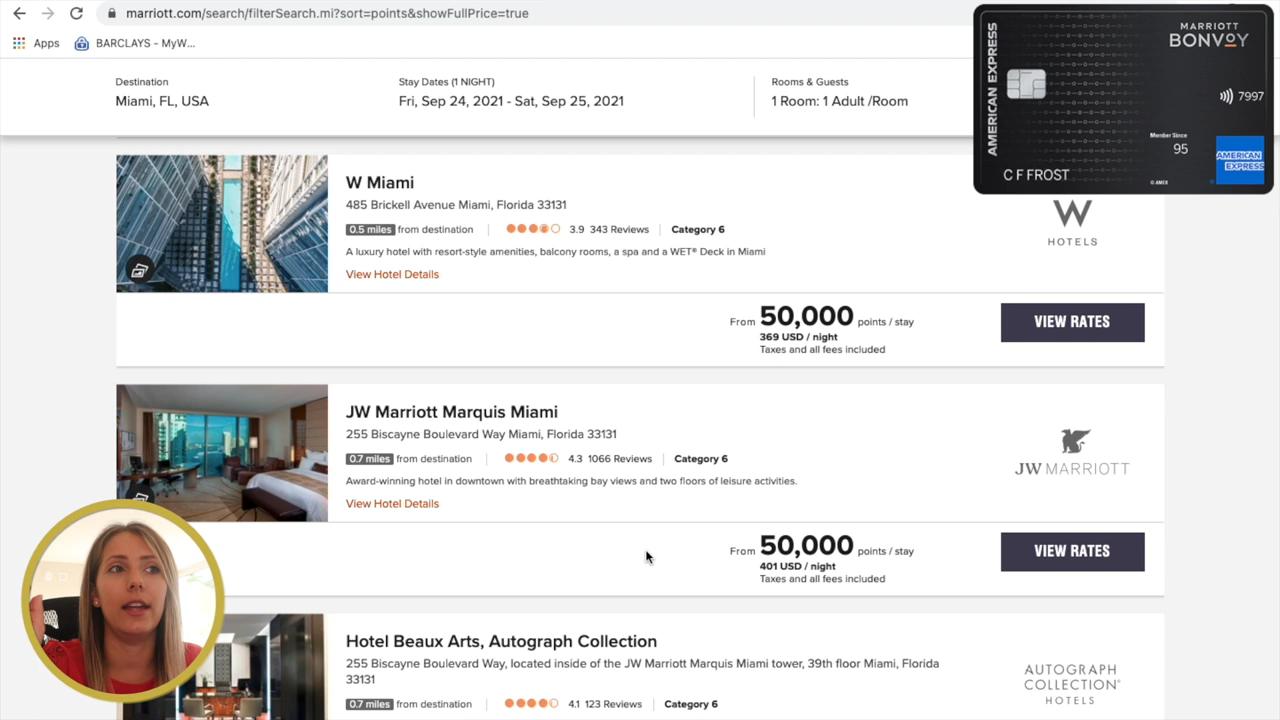 marriott.com/search/filterSearch.mi?sort=points&showFullPrice=true
Apps
BARCLAYS - MyW...
Destination
Miami, FL, USA
Stay Dates (1 NIGHT)
Fri, Sep 24, 2021 - Sat, Sep 25, 2021
Rooms & Guests
1 Room: 1 Adult /Room
AMERICAN EXPRESS
MARRIOTT
BONVOY
7997
Member Since
95
C F FROST
© AMEX
AMERICAN
EXPRESS
W Miami
485 Brickell Avenue Miami, Florida 33131
0.5 miles from destination
3.9 343 Reviews
Category 6
A luxury hotel with resort-style amenities, balcony rooms, a spa and a WET® Deck in Miami
View Hotel Details
W
HOTELS
From 50,000 points / stay
369 USD / night
Taxes and all fees included
VIEW RATES
JW Marriott Marquis Miami
255 Biscayne Boulevard Way Miami, Florida 33131
0.7 miles from destination
4.3 1066 Reviews
Category 6
Award-winning hotel in downtown with breathtaking bay views and two floors of leisure activities.
View Hotel Details
JW MARRIOTT
From 50,000 points / stay
401 USD / night
Taxes and all fees included
VIEW RATES
Hotel Beaux Arts, Autograph Collection
255 Biscayne Boulevard Way, located inside of the JW Marriott Marquis Miami tower, 39th floor Miami, Florida
33131
0.7 miles from destination
4.1 123 Reviews
Category 6
AUTOGRAPH
COLLECTION®
HOTELS